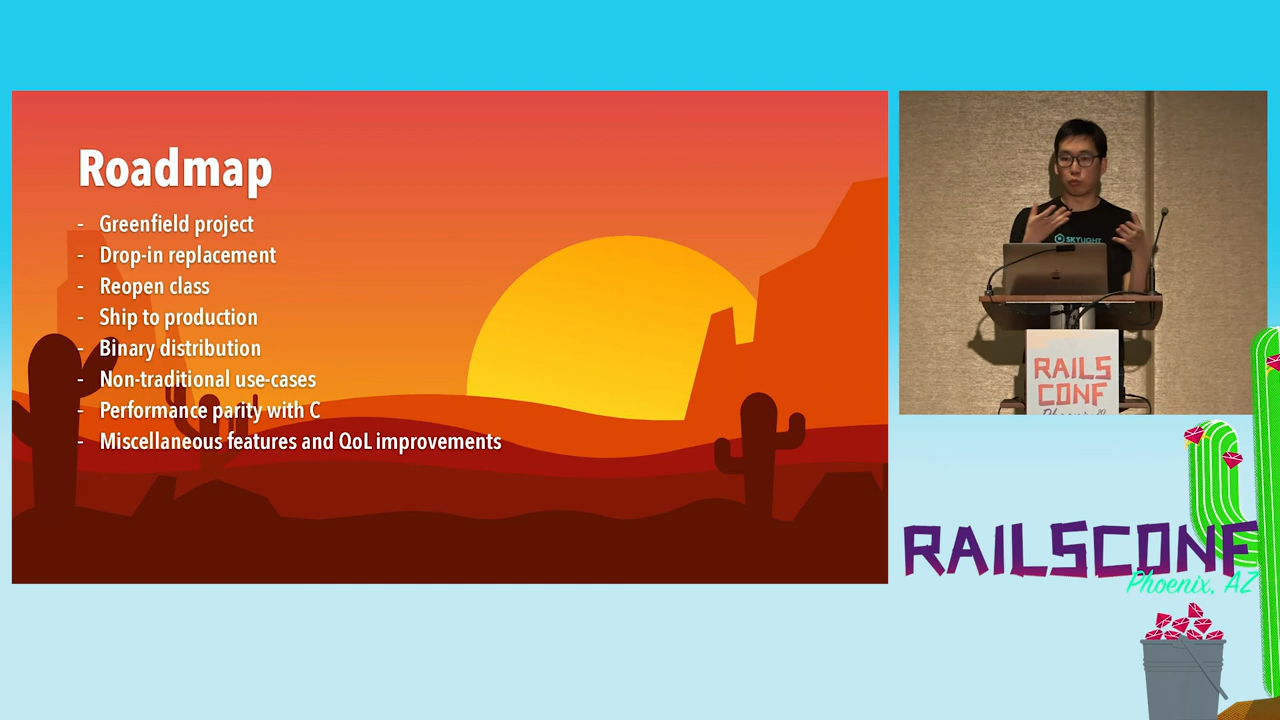 Roadmap
- Greenfield project
- Drop-in replacement
- Reopen class
- Ship to production
- Binary distribution
- Non-traditional use-cases
- Performance parity with C
- Miscellaneous features and QoL improvements
SKYLIGHT
RAILS
CONF
RAILSCONF
Phoenix, AZ